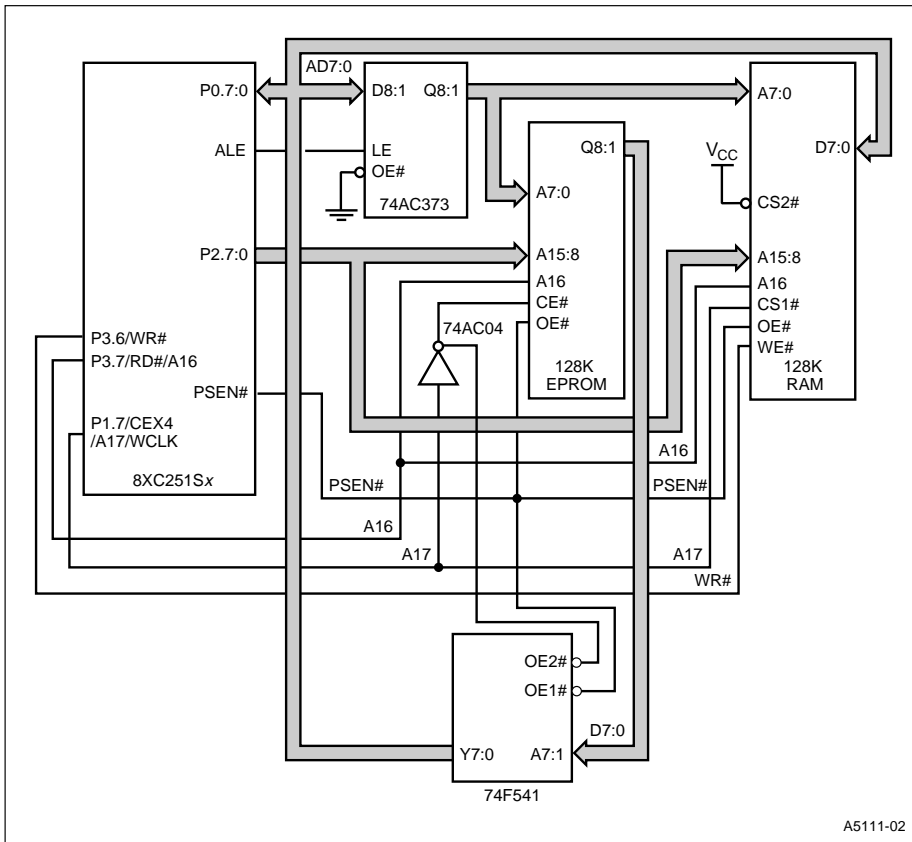 AD7:0
P0.7:0
D8:1
Q8:1
A7:0
ALE
LE
OE#
74AC373
Q8:1
A7:0
VCC
D7:0
CS2#
P2.7:0
A15:8
A16
CE#
OE#
128K
EPROM
A15:8
A16
CS1#
OE#
WE#
128K
RAM
74AC04
P3.6/WR#
P3.7/RD#/A16
PSEN#
P1.7/CEX4
/A17/WCLK
8XC251Sx
A16
PSEN#
PSEN#
A16
A17
A17
WR#
OE2#
OE1#
D7:0
Y7:0
A7:1
74F541
A5111-02